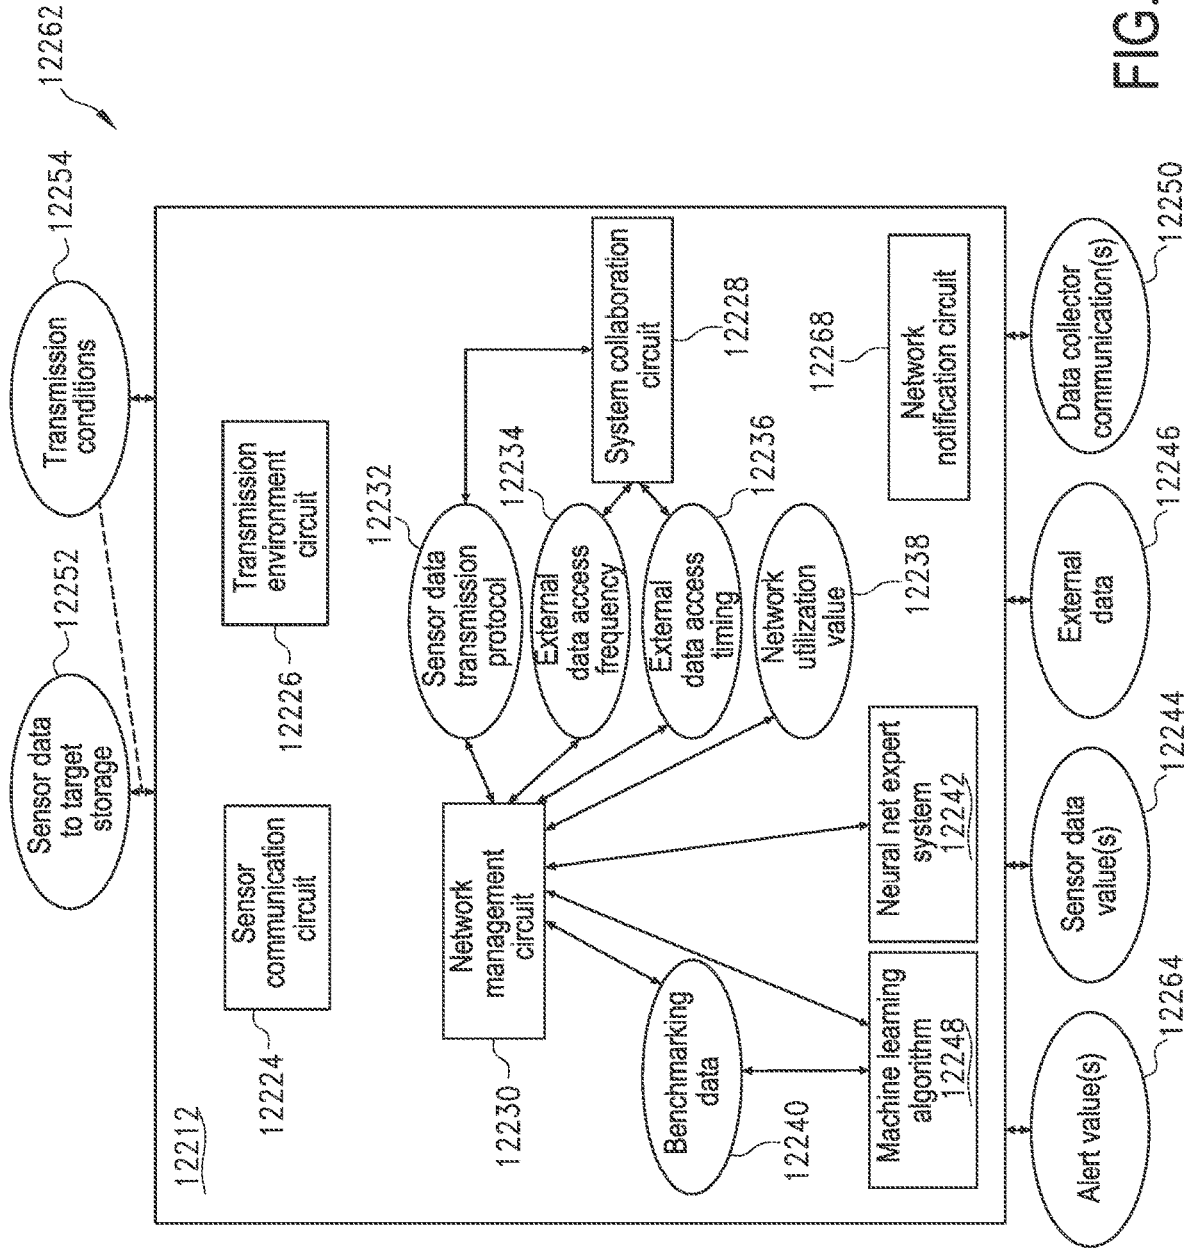 12262
12254
Transmission
conditions
12252
Sensor data
to target
storage
12212
Transmission
environment
circuit
12226
Sensor
communication
circuit
12224
12232
Sensor data
transmission
protocol
12234
External
data access
frequency
External
data access
timing
12236
Network
utilization
value
12238
System collaboration
circuit
12228
Network
management
circuit
12230
Benchmarking
data
12240
Machine learning
algorithm
12248
Neural net expert
system
12242
12268
Network
notification circuit
Alert value(s)
12264
Sensor data
value(s)
12244
External
data
12246
Data collector
communication(s)
12250
FIG.